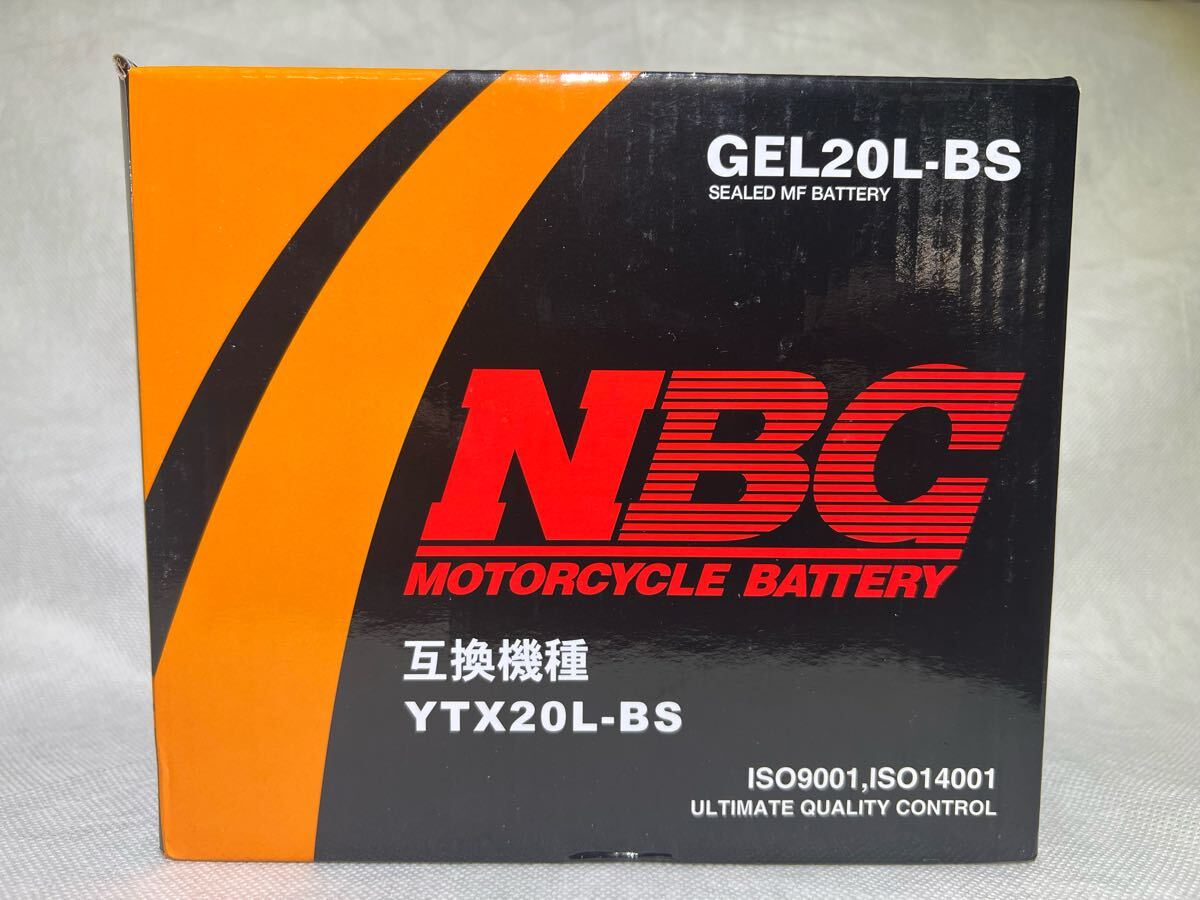 GEL20L-BS
SEALED MF BATTERY
NBC
MOTORCYCLE BATTERY
互換機種
YTX20L-BS
ISO9001,ISO14001
ULTIMATE QUALITY CONTROL